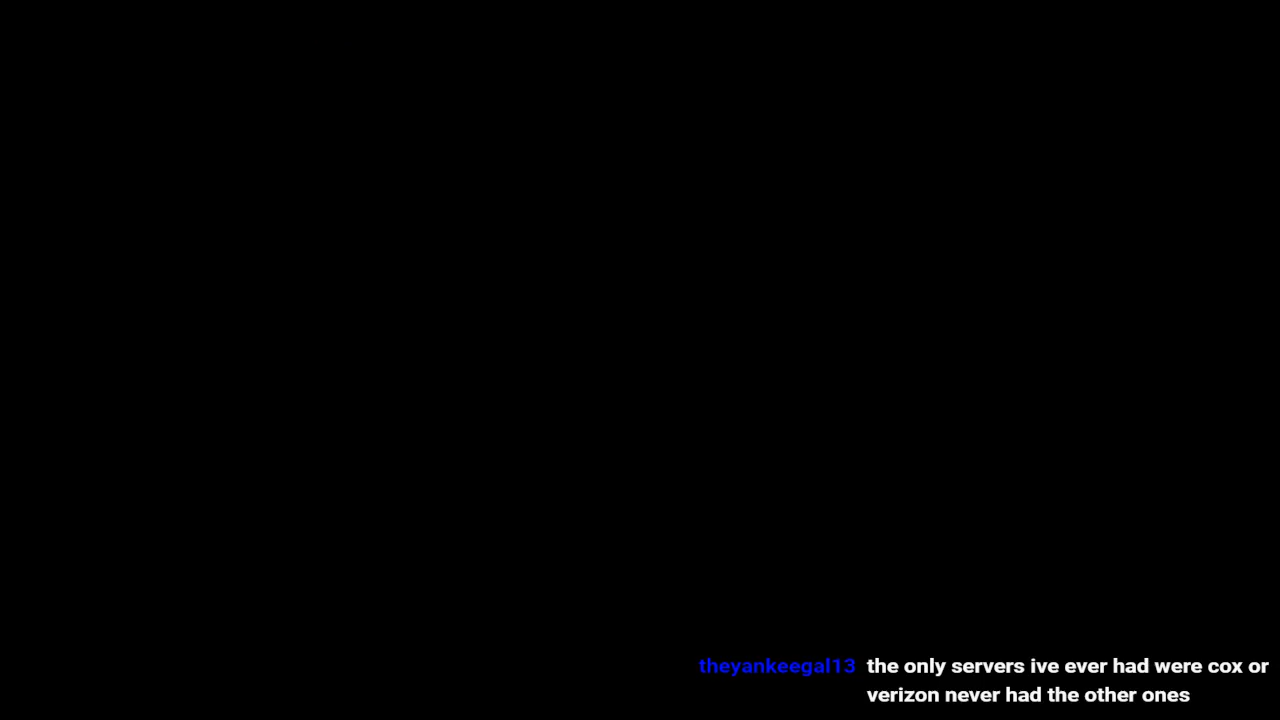 theyankeegal13 the only servers ive ever had were cox or
verizon never had the other ones